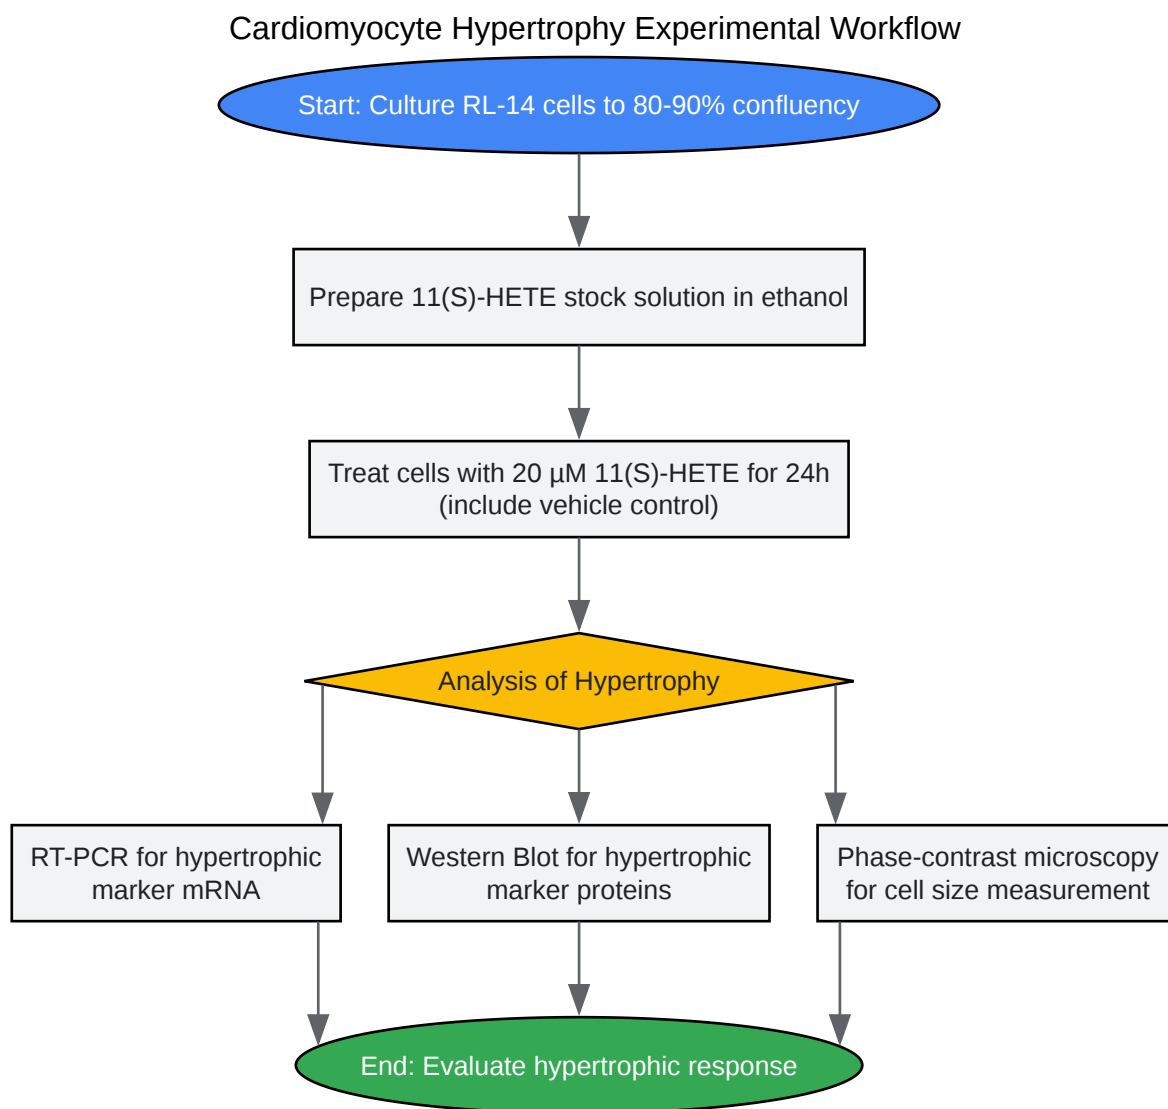 Cardiomyocyte Hypertrophy Experimental Workflow
Start: Culture RL-14 cells to 80-90% confluency
Prepare 11(S)-HETE stock solution in ethanol
Treat cells with 20 µM 11(S)-HETE for 24h
(include vehicle control)
Analysis of Hypertrophy
RT-PCR for hypertrophic
marker mRNA
Western Blot for hypertrophic
marker proteins
Phase-contrast microscopy
for cell size measurement
End: Evaluate hypertrophic response